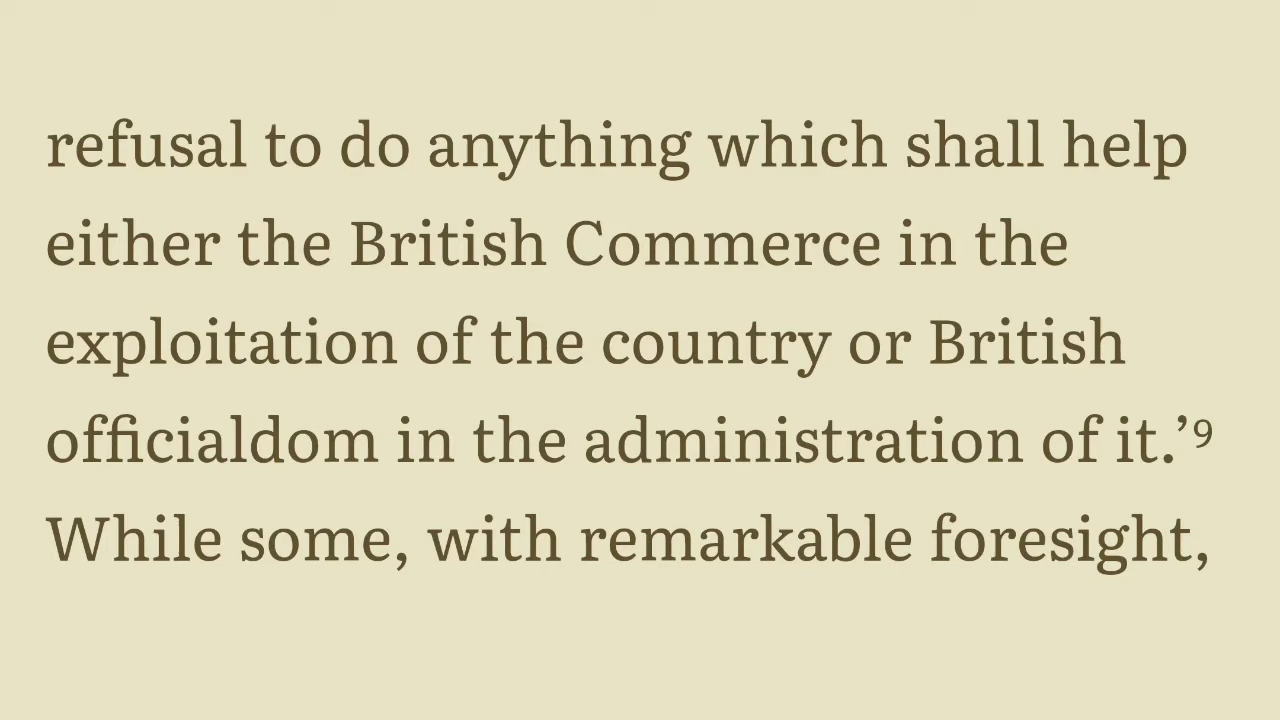 refusal to do anything which shall help
either the British Commerce in the
exploitation of the country or British
officialdom in the administration of it.’⁹
While some, with remarkable foresight,